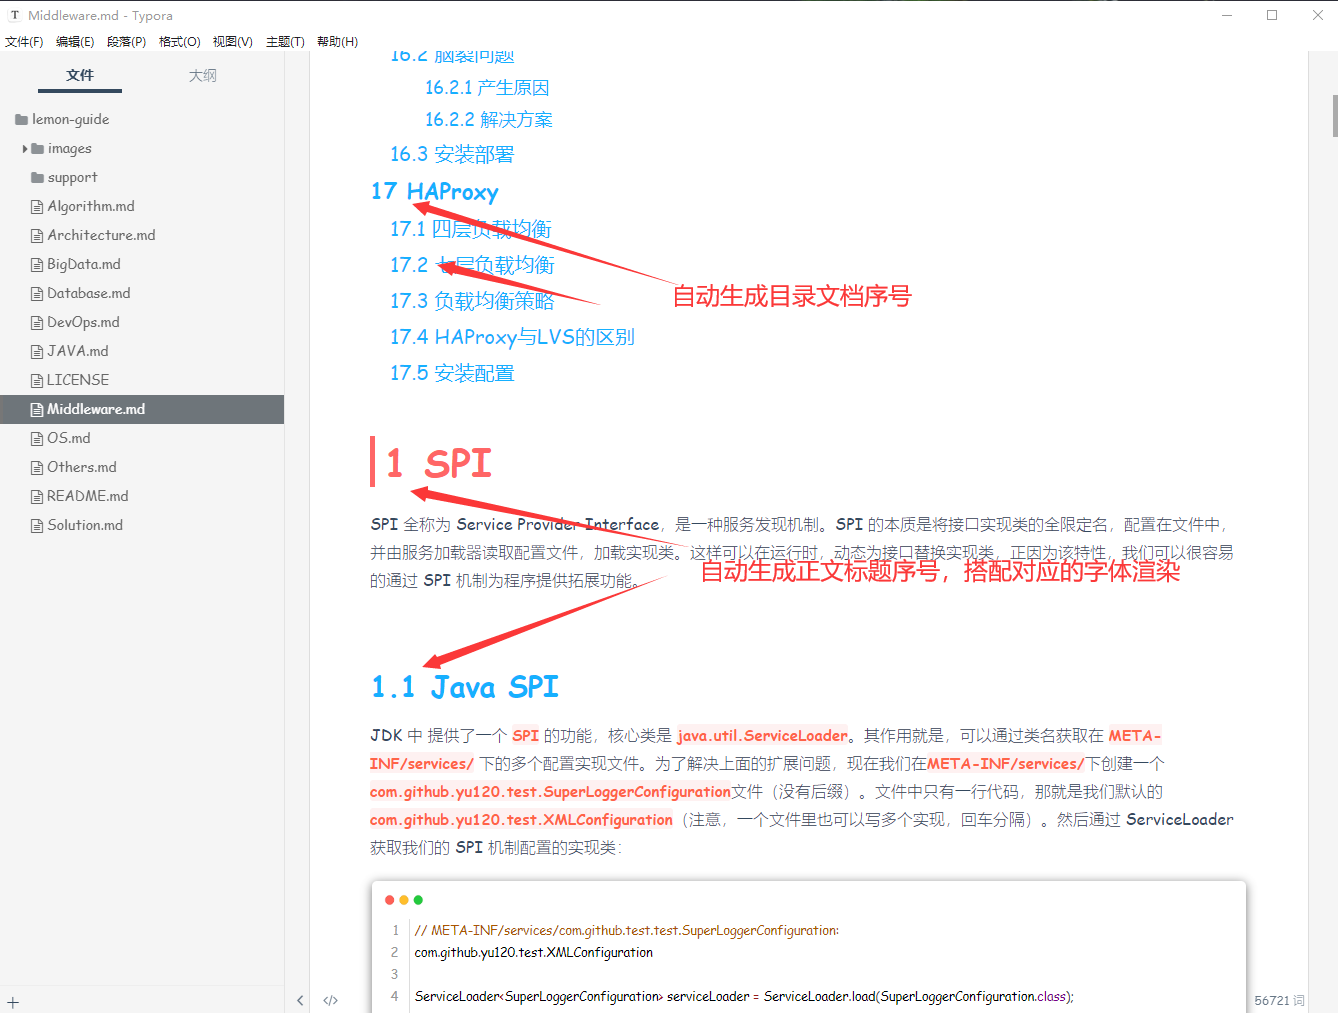 Middleware.md - Typora
文件(F) 编辑(E) 段落(P) 格式(O) 视图(V) 主题(T) 帮助(H)
文件 大纲
lemon-guide
images
support
Algorithm.md
Architecture.md
BigData.md
Database.md
DevOps.md
JAVA.md
LICENSE
Middleware.md
OS.md
Others.md
README.md
Solution.md
16.2 脑裂问题
16.2.1 产生原因
16.2.2 解决方案
16.3 安装部署
17 HAProxy
17.1 四层负载均衡
17.2 七层负载均衡
17.3 负载均衡策略
17.4 HAProxy与LVS的区别
17.5 安装配置
自动生成目录文档序号
1 SPI
SPI 全称为 Service Provider Interface，是一种服务发现机制。SPI 的本质是将接口实现类的全限定名，配置在文件中，
并由服务加载器读取配置文件，加载实现类。这样可以在运行时，动态为接口替换实现类，正因为该特性，我们可以很容易
的通过 SPI 机制为程序提供拓展功能。
自动生成正文标题序号，搭配对应的字体渲染
1.1 Java SPI
JDK 中 提供了一个 SPI 的功能，核心类是 java.util.ServiceLoader。其作用就是，可以通过类名获取在 META-
INF/services/ 下的多个配置实现文件。为了解决上面的扩展问题，现在我们在META-INF/services/下创建一个
com.github.yu120.test.SuperLoggerConfiguration文件（没有后缀）。文件中只有一行代码，那就是我们默认的
com.github.yu120.test.XMLConfiguration（注意，一个文件里也可以写多个实现，回车分隔）。然后通过 ServiceLoader
获取我们的 SPI 机制配置的实现类：
1 // META-INF/services/com.github.test.test.SuperLoggerConfiguration:
2 com.github.yu120.test.XMLConfiguration
3
4 ServiceLoader<SuperLoggerConfiguration> serviceLoader = ServiceLoader.load(SuperLoggerConfiguration.class);
56721 词